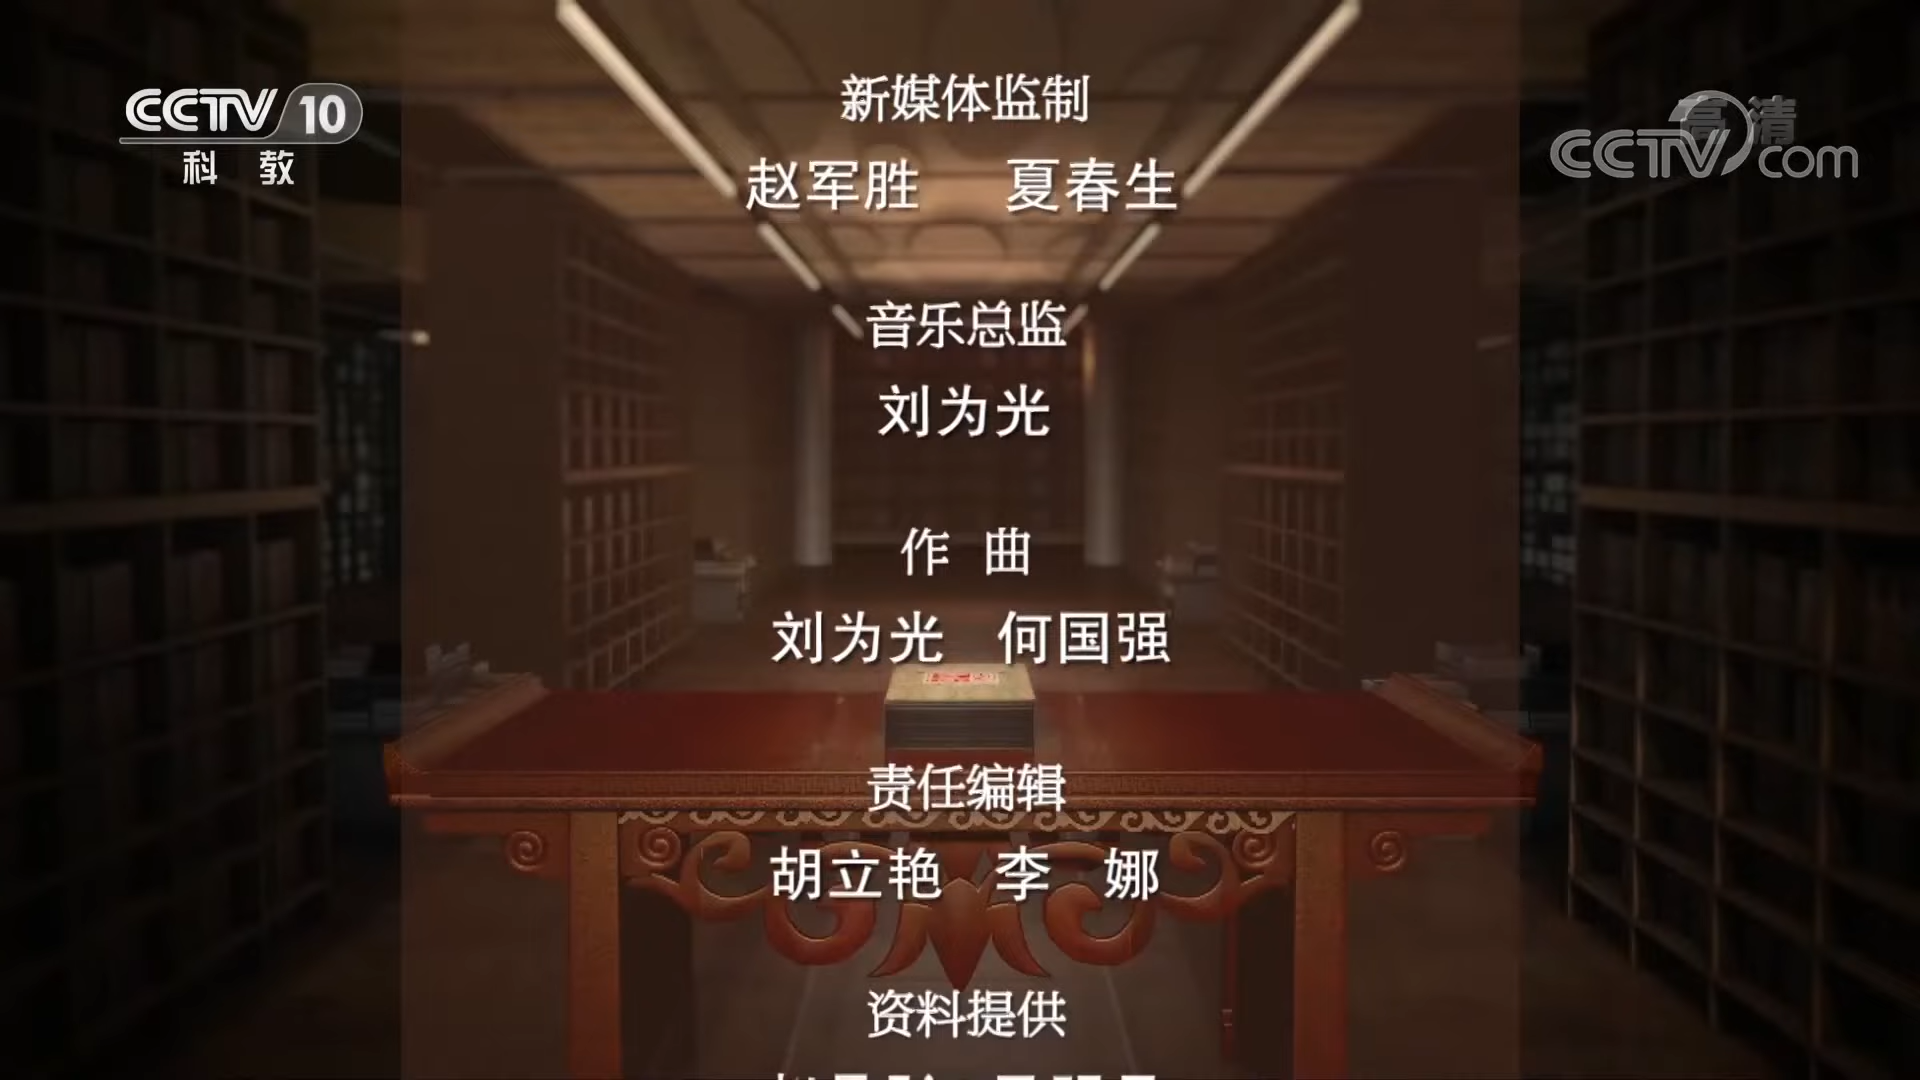 CCTV 10
科 教
高清
CCTV.com
新媒体监制
赵军胜 夏春生
音乐总监
刘为光
作 曲
刘为光 何国强
责任编辑
胡立艳 李 娜
资料提供